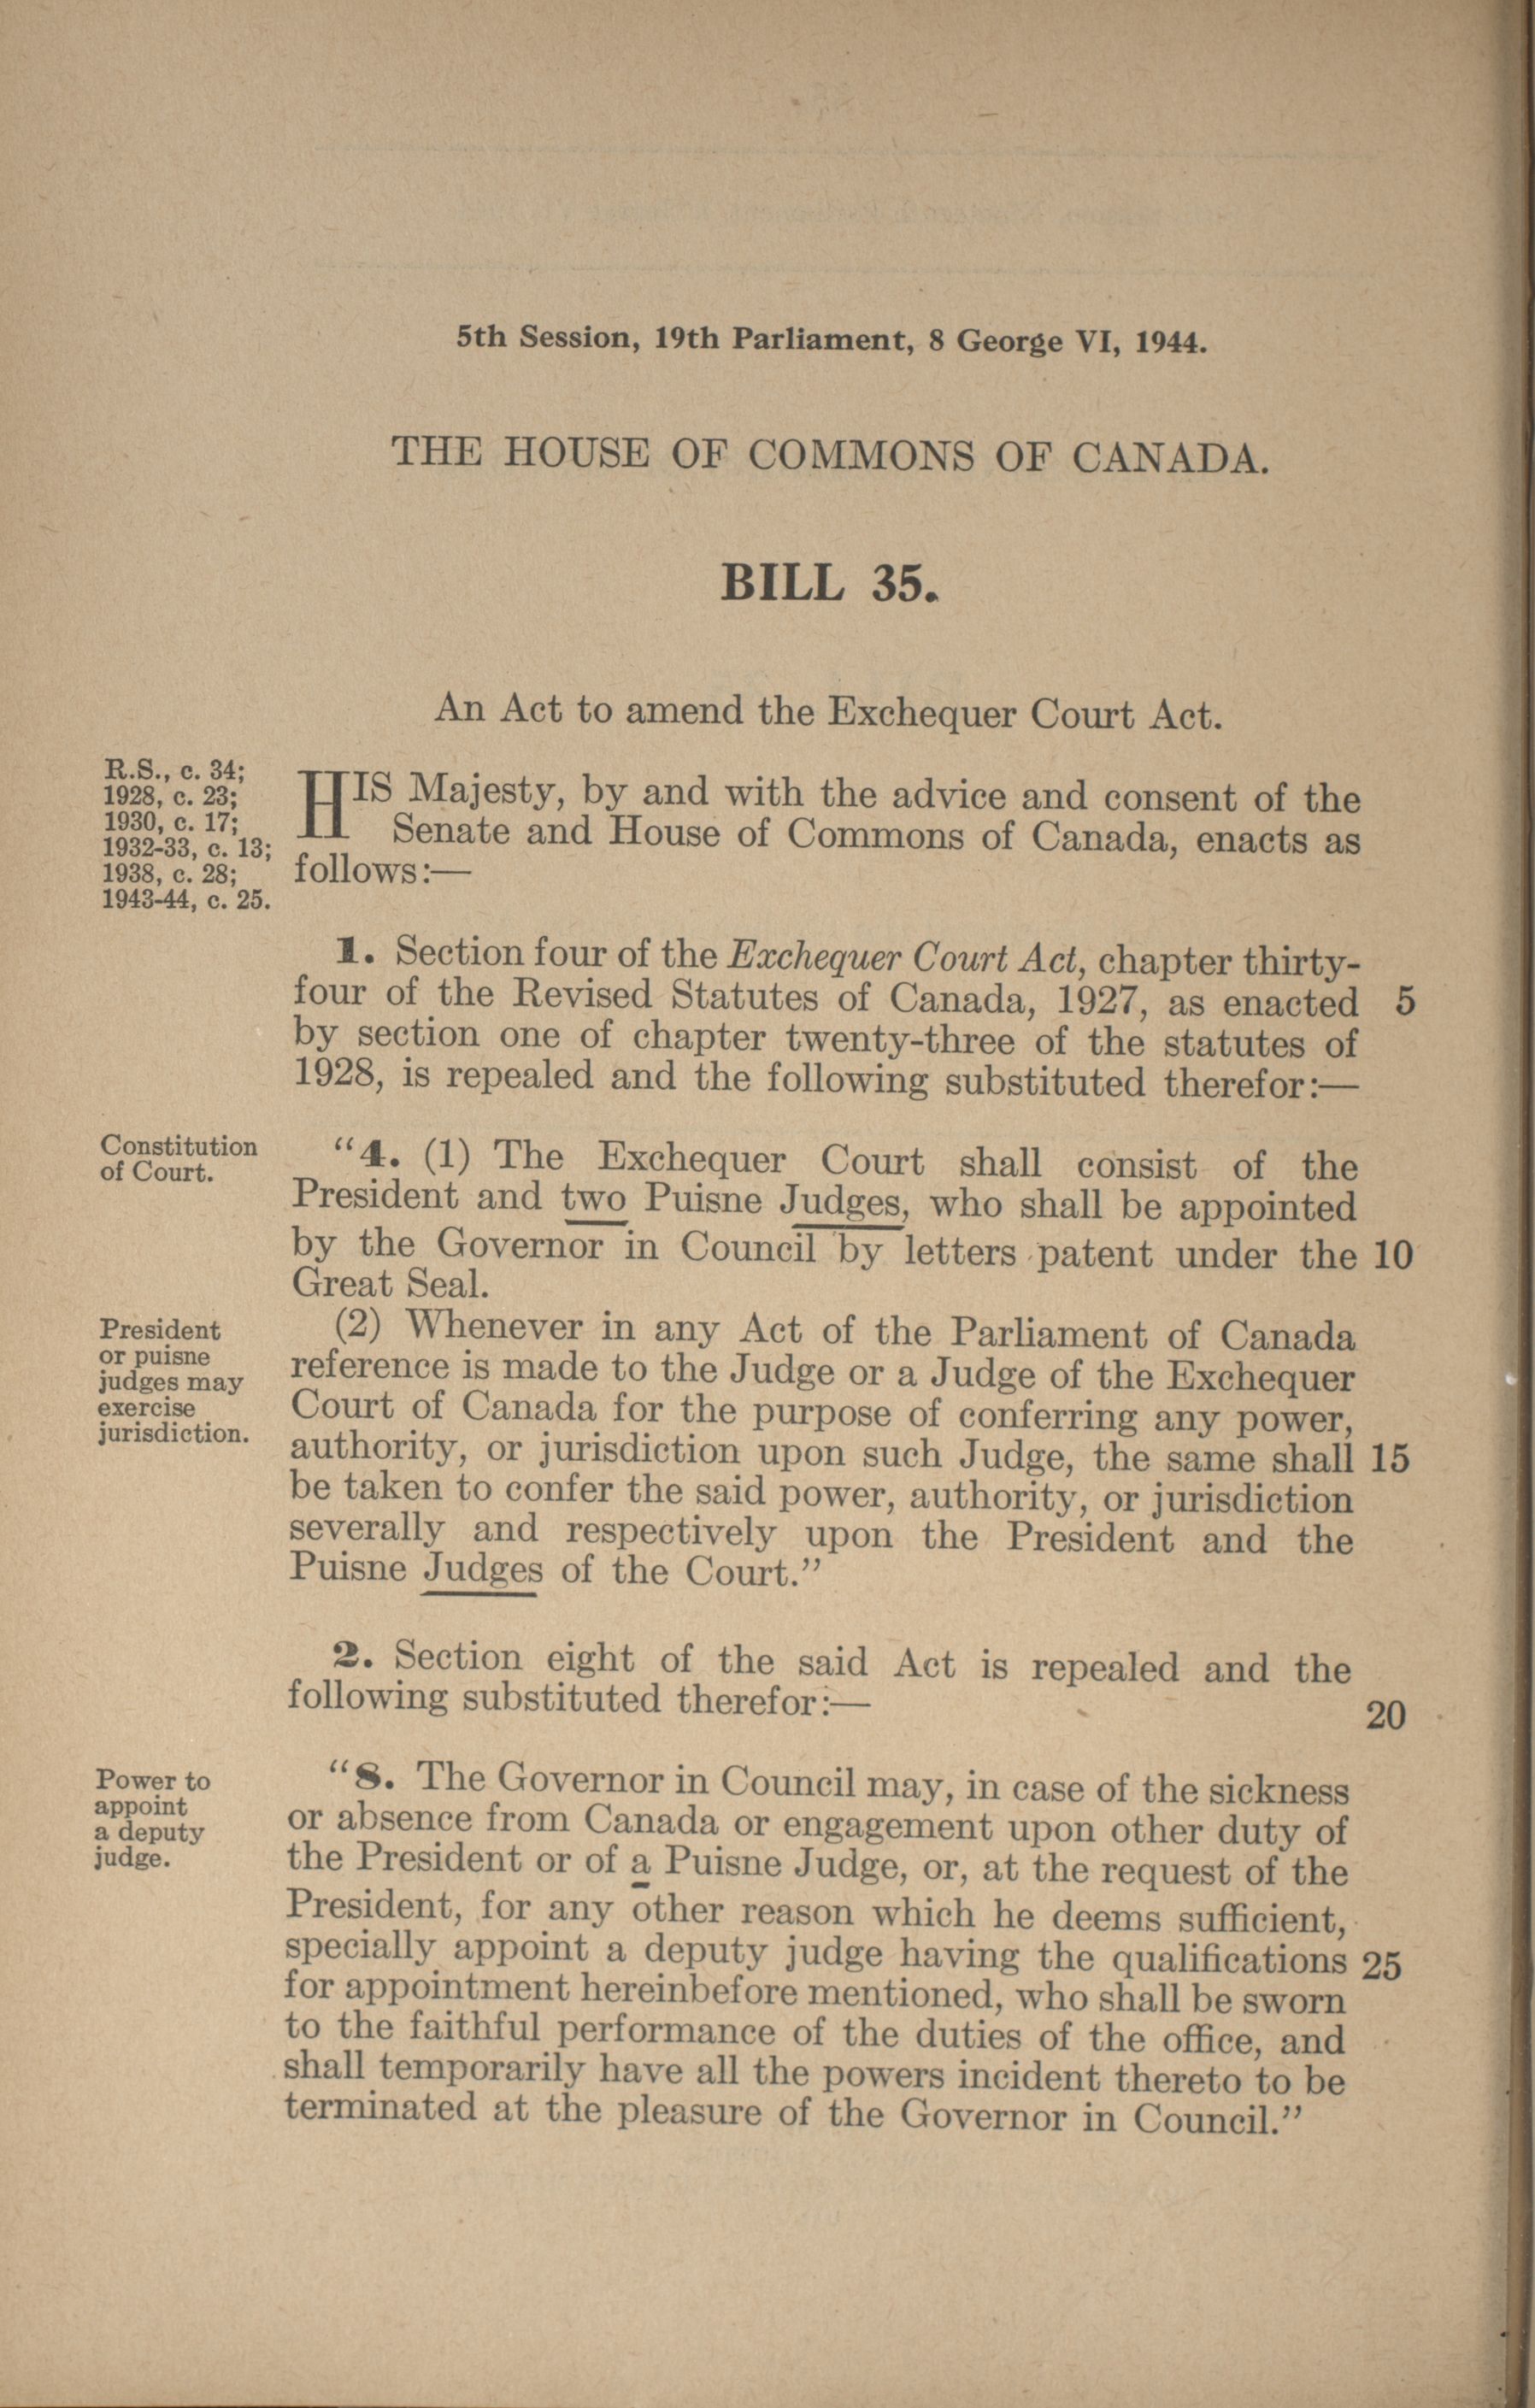 5th Session, 19th Parliament, 8 George VI, 1944.
THE HOUSE OF COMMONS OF CANADA.
BILL 35.
An Act to amend the Exchequer Court Act.
R.S., c. 34;
1928, c. 23;
1930, c. 17;
1932-33, c. 13;
1938, c. 28;
1943-44, c. 25.
HIS Majesty, by and with the advice and consent of the
Senate and House of Commons of Canada, enacts as
follows:—
1. Section four of the Exchequer Court Act, chapter thirty-
four of the Revised Statutes of Canada, 1927, as enacted 5
by section one of chapter twenty-three of the statutes of
1928, is repealed and the following substituted therefor:—
Constitution
of Court.
“4. (1) The Exchequer Court shall consist of the
President and two Puisne Judges, who shall be appointed
by the Governor in Council by letters patent under the 10
Great Seal.
President
or puisne
judges may
exercise
jurisdiction.
(2) Whenever in any Act of the Parliament of Canada
reference is made to the Judge or a Judge of the Exchequer
Court of Canada for the purpose of conferring any power,
authority, or jurisdiction upon such Judge, the same shall 15
be taken to confer the said power, authority, or jurisdiction
severally and respectively upon the President and the
Puisne Judges of the Court.”
2. Section eight of the said Act is repealed and the
following substituted therefor:— 20
Power to
appoint
a deputy
judge.
“8. The Governor in Council may, in case of the sickness
or absence from Canada or engagement upon other duty of
the President or of a Puisne Judge, or, at the request of the
President, for any other reason which he deems sufficient,
specially appoint a deputy judge having the qualifications 25
for appointment hereinbefore mentioned, who shall be sworn
to the faithful performance of the duties of the office, and
shall temporarily have all the powers incident thereto to be
terminated at the pleasure of the Governor in Council.”